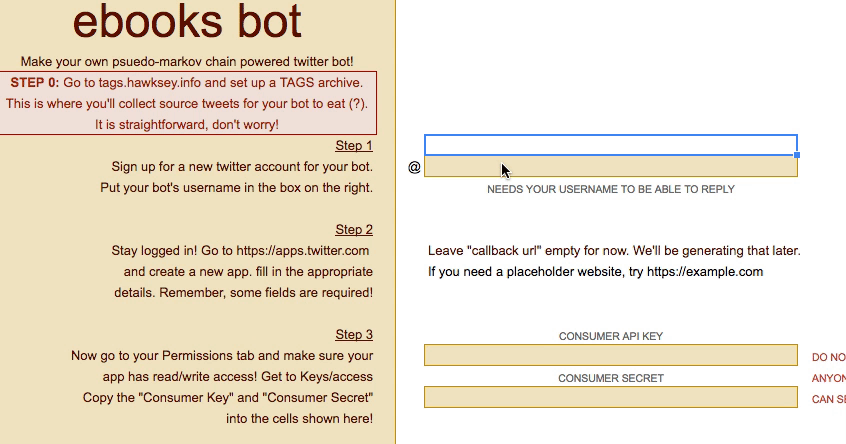 ebooks bot
Make your own psuedo-markov chain powered twitter bot!
STEP 0: Go to tags.hawksey.info and set up a TAGS archive.
This is where you'll collect source tweets for your bot to eat (?).
It is straightforward, don't worry!
Step 1
Sign up for a new twitter account for your bot.
@
Put your bot's username in the box on the right.
NEEDS YOUR USERNAME TO BE ABLE TO REPLY
Step 2
Stay logged in! Go to https://apps.twitter.com
Leave "callback url" empty for now. We'll be generating that later.
and create a new app. fill in the appropriate
If you need a placeholder website, try https://example.com
details. Remember, some fields are required!
Step 3
CONSUMER API KEY
Now go to your Permissions tab and make sure your
DO NO
app has read/write access! Get to Keys/access
CONSUMER SECRET
ANYON
Copy the "Consumer Key" and "Consumer Secret"
CAN SE
into the cells shown here!